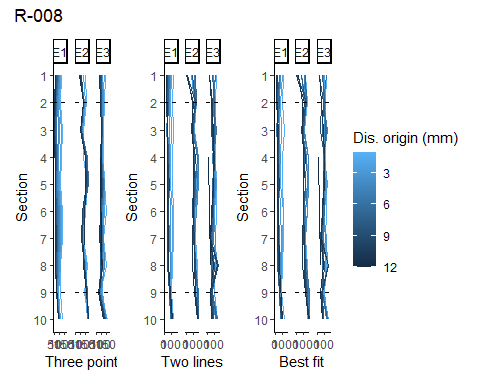 R-008
E1 E2 E3 E1 E2 E3 E1 E2 E3
1 1 1
2 2 2
3 3 3
4 4 4
5 5 5
6 6 6
7 7 7
8 8 8
9 9 9
10 10 10
Section Section Section
Three point Two lines Best fit
Dis. origin (mm)
3
6
9
12